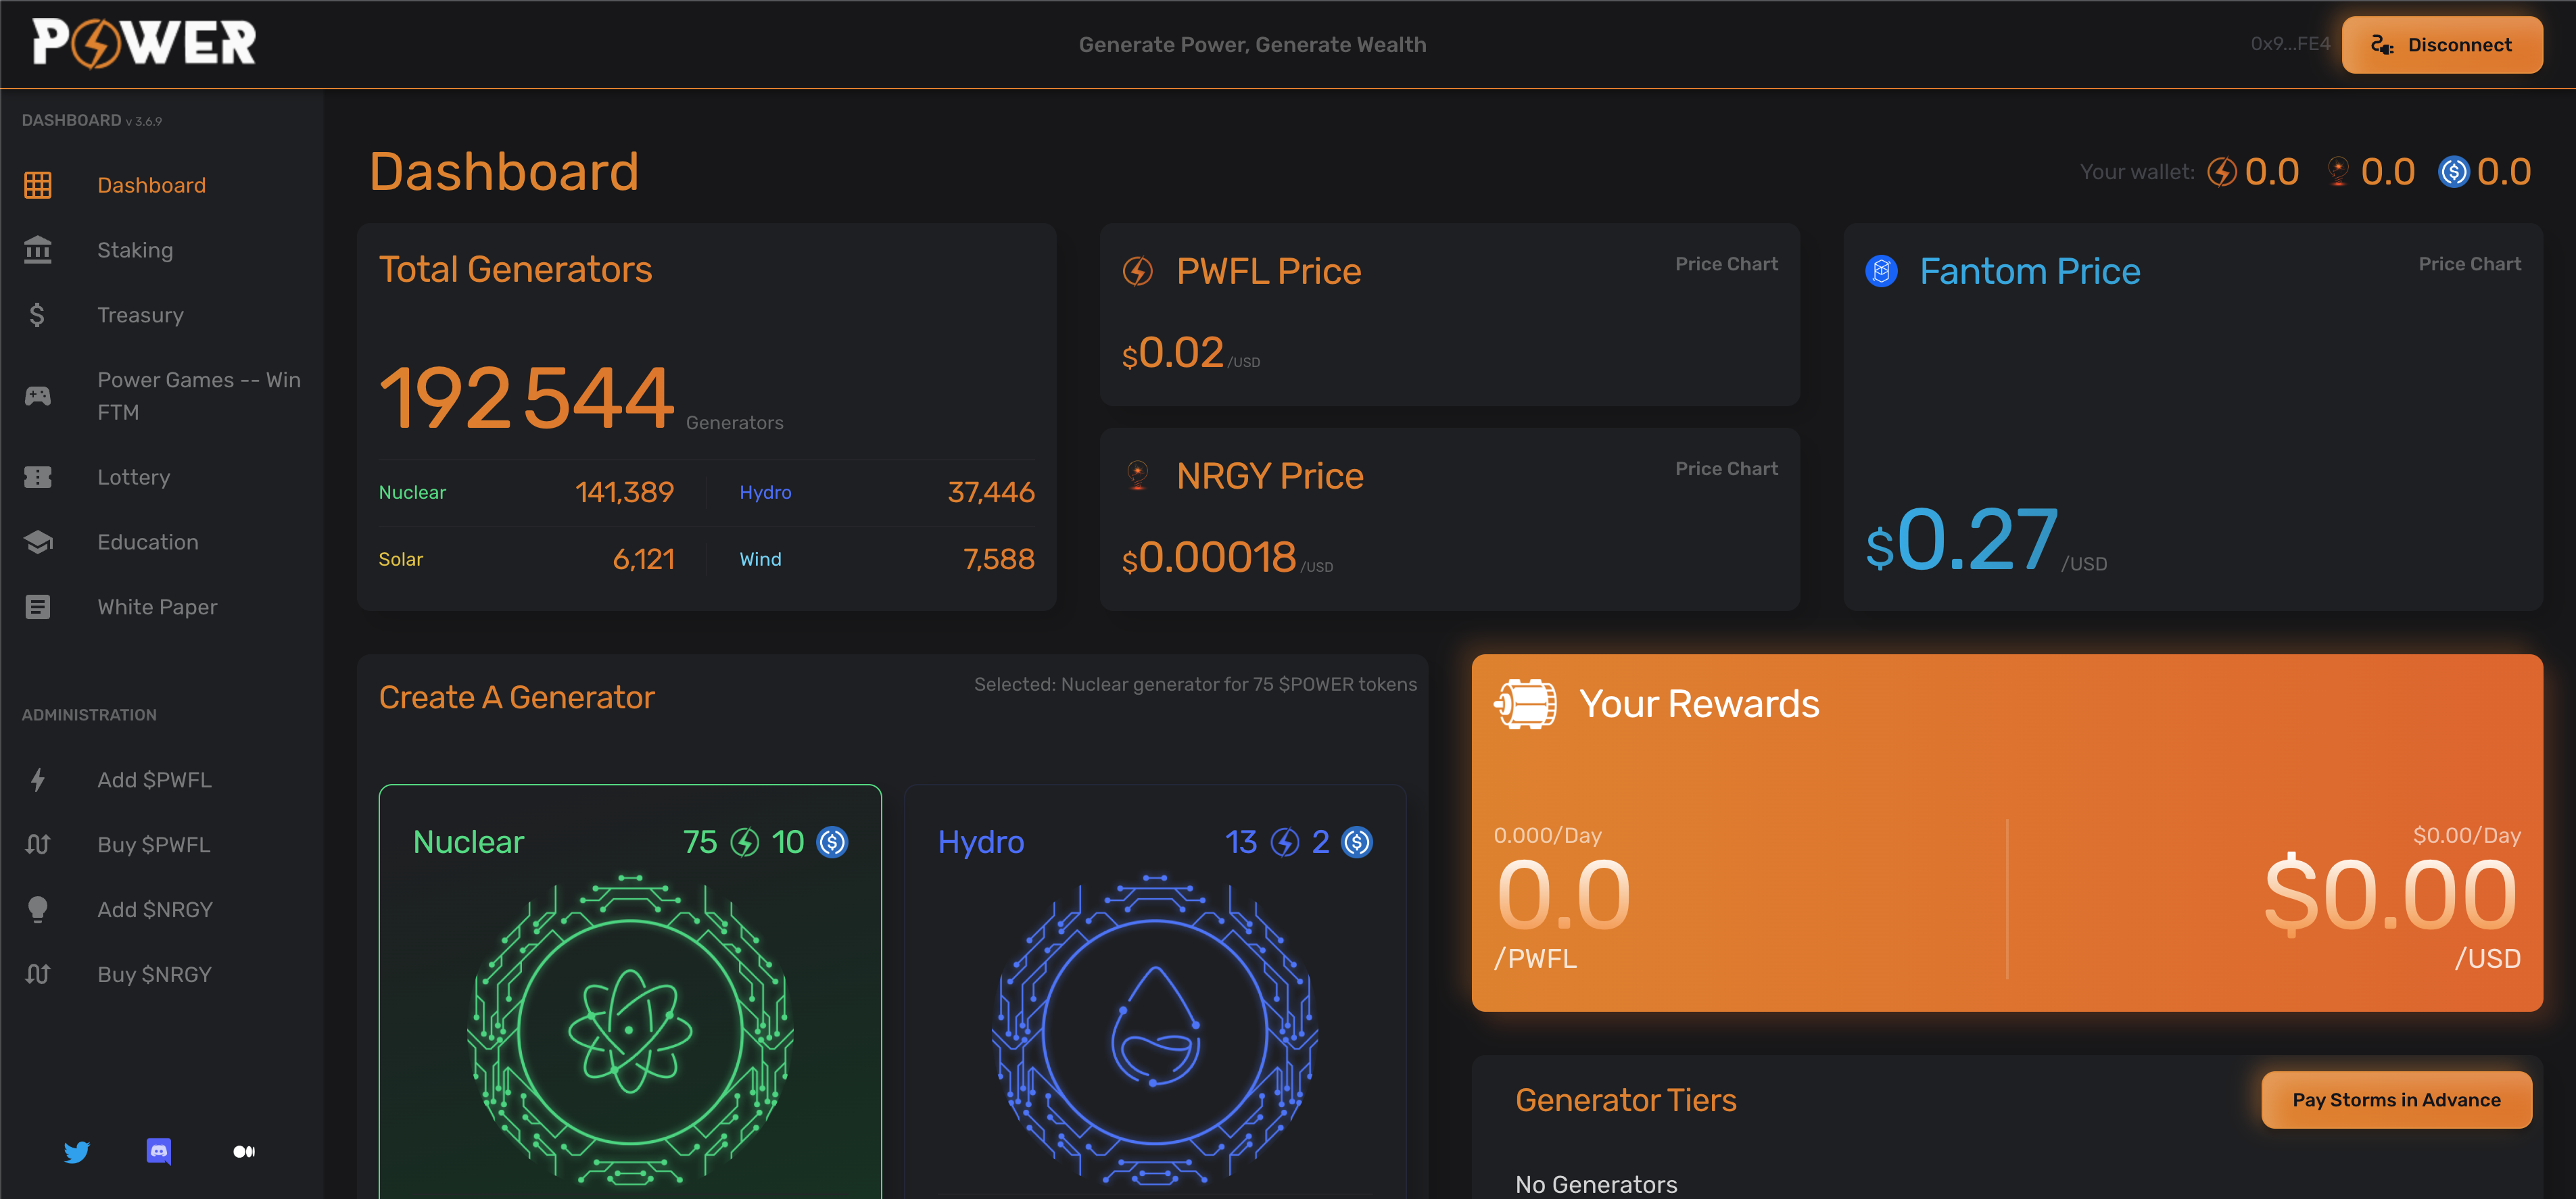 POWER
Generate Power, Generate Wealth
0x9...FE4
Disconnect
DASHBOARD v 3.6.9
Dashboard
Staking
Treasury
Power Games -- Win
FTM
Lottery
Education
White Paper
ADMINISTRATION
Add $PWFL
Buy $PWFL
Add $NRGY
Buy $NRGY
Dashboard
Your wallet: 0.0 0.0 0.0
Total Generators
192 544 Generators
Nuclear 141,389 Hydro 37,446
Solar 6,121 Wind 7,588
PWFL Price Price Chart
$0.02 /USD
NRGY Price Price Chart
$0.00018 /USD
Fantom Price Price Chart
$0.27 /USD
Create A Generator
Selected: Nuclear generator for 75 $POWER tokens
Nuclear 75 10
Hydro 13 2
Your Rewards
0.000/Day
0.0
/PWFL
$0.00/Day
$0.00
/USD
Generator Tiers
Pay Storms in Advance
No Generators